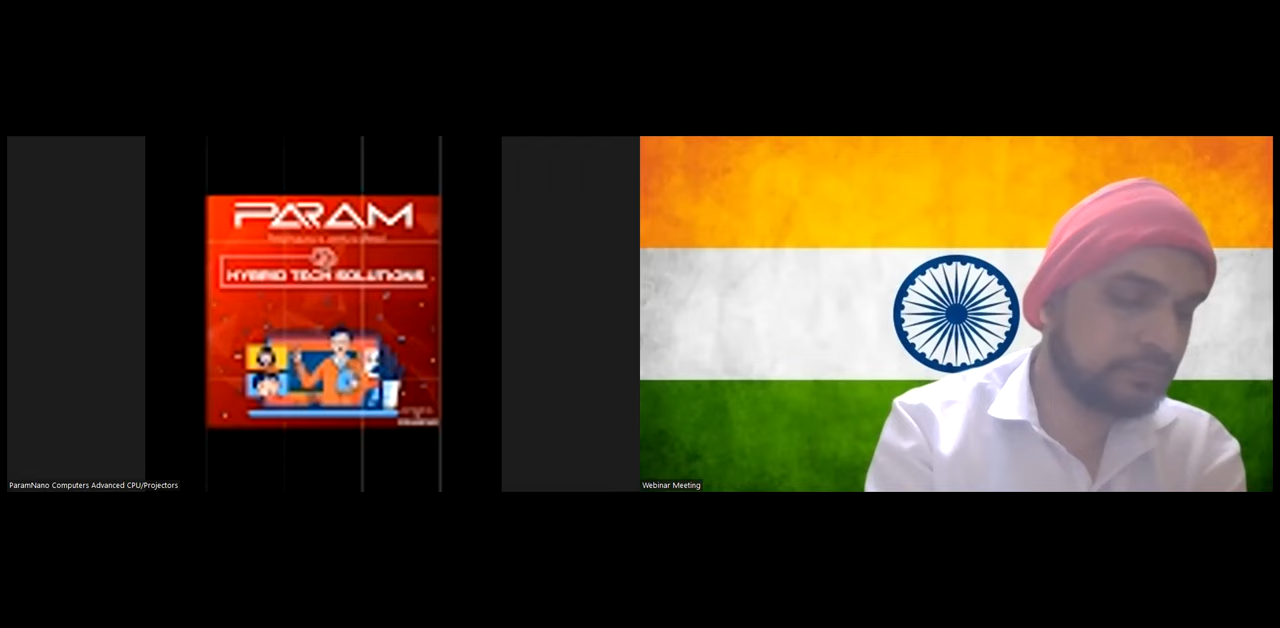 PARAM
HYBRID TECH SOLUTIONS
ParamNano Computers Advanced CPU/Projectors
Webinar Meeting